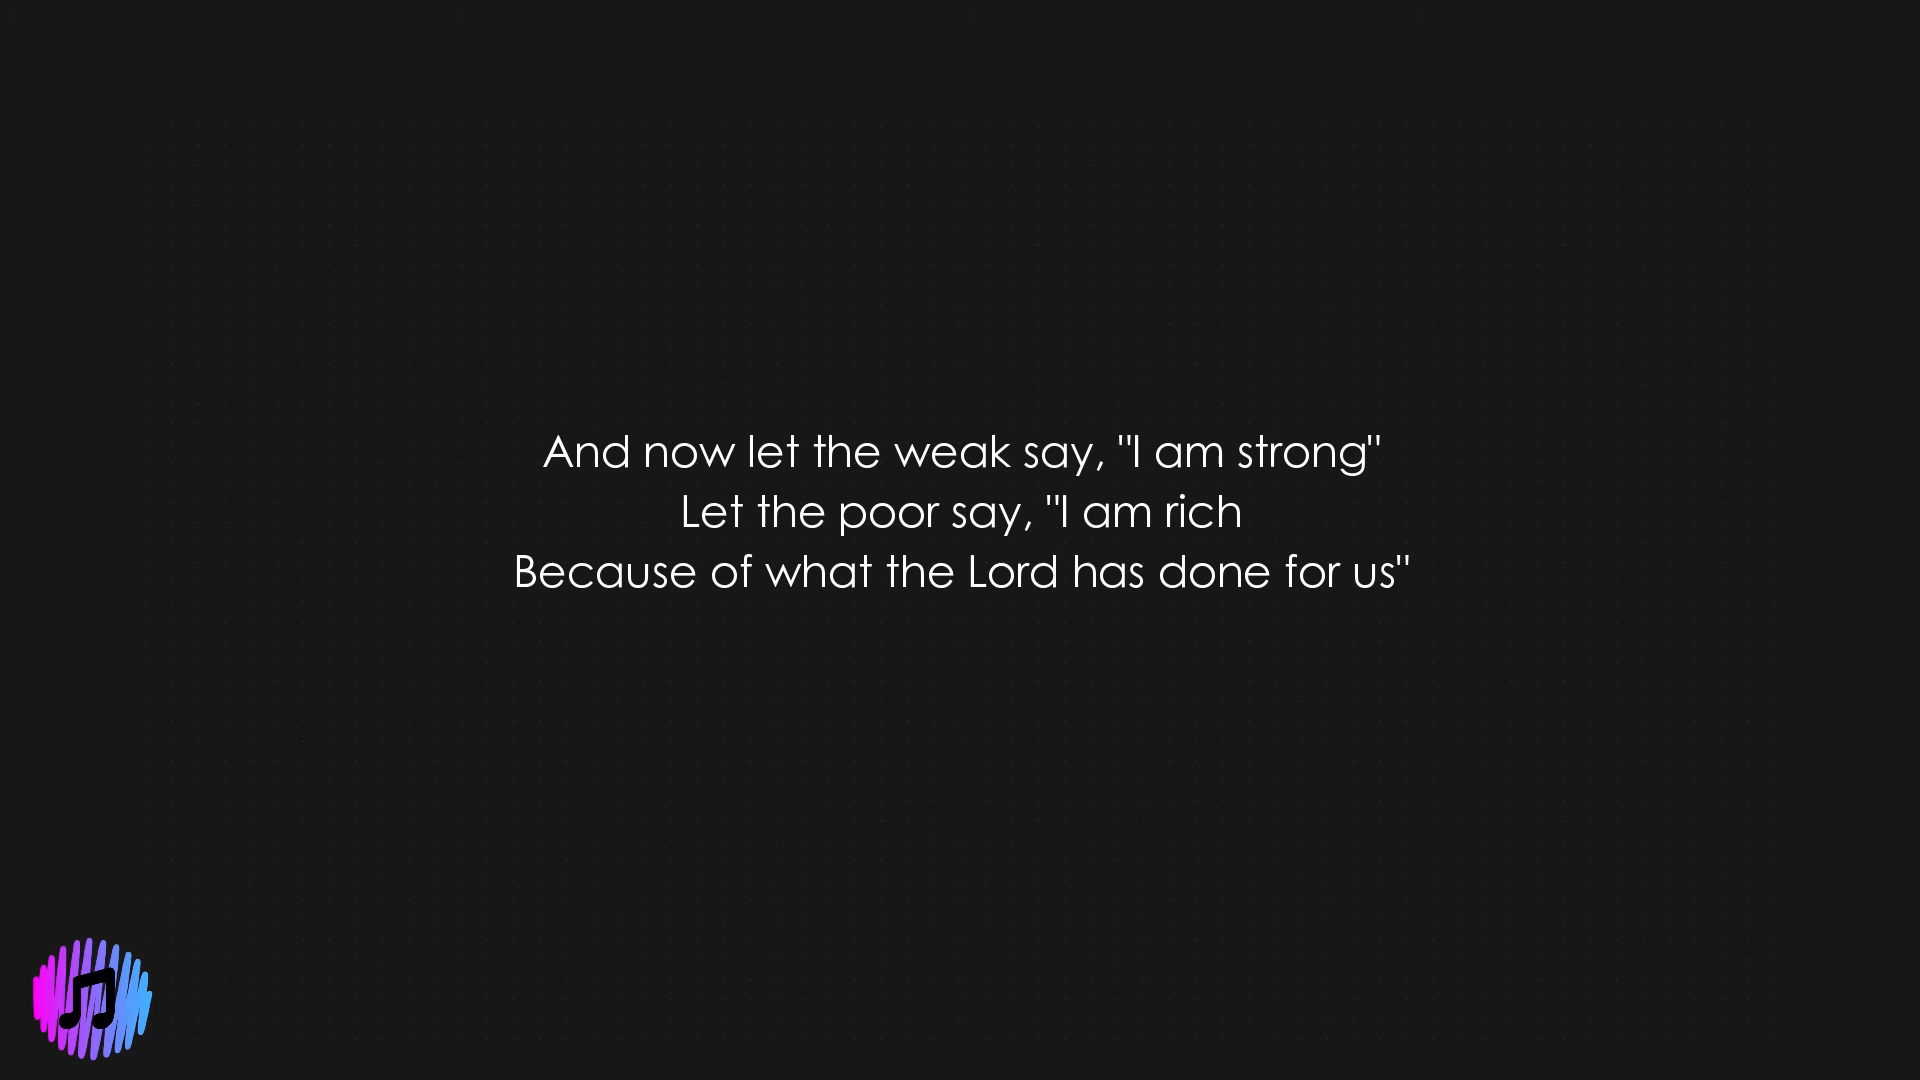 And now let the weak say, "I am strong"
Let the poor say, "I am rich
Because of what the Lord has done for us"